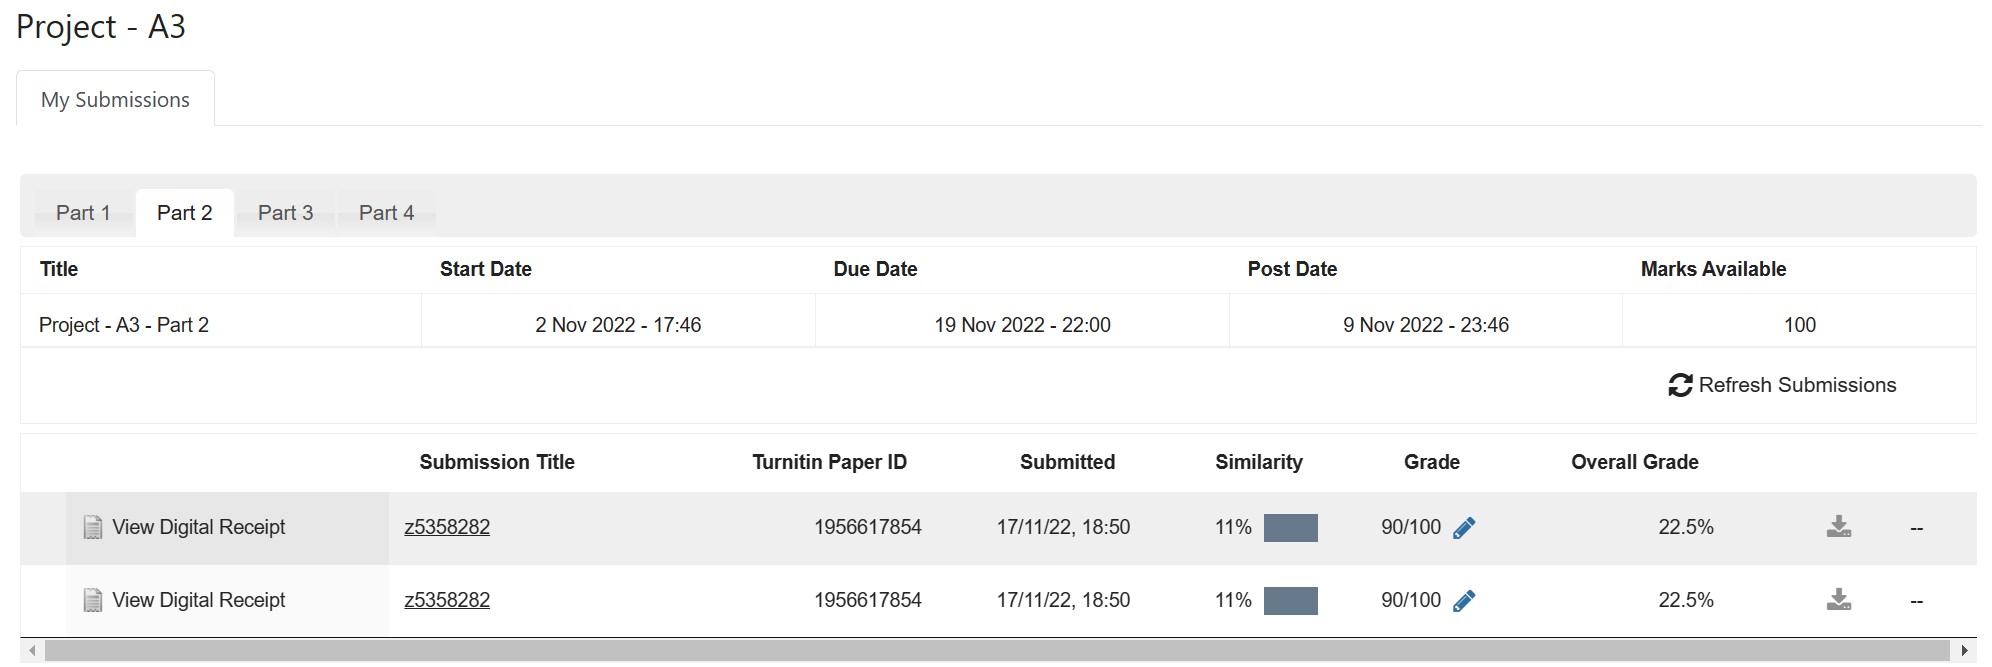 Project - A3
My Submissions
Part 1 Part 2 Part 3 Part 4
Title Start Date Due Date Post Date Marks Available
Project - A3 - Part 2 2 Nov 2022 - 17:46 19 Nov 2022 - 22:00 9 Nov 2022 - 23:46 100
Refresh Submissions
Submission Title Turnitin Paper ID Submitted Similarity Grade Overall Grade
View Digital Receipt z5358282 1956617854 17/11/22, 18:50 11% 90/100 22.5% --
View Digital Receipt z5358282 1956617854 17/11/22, 18:50 11% 90/100 22.5% --